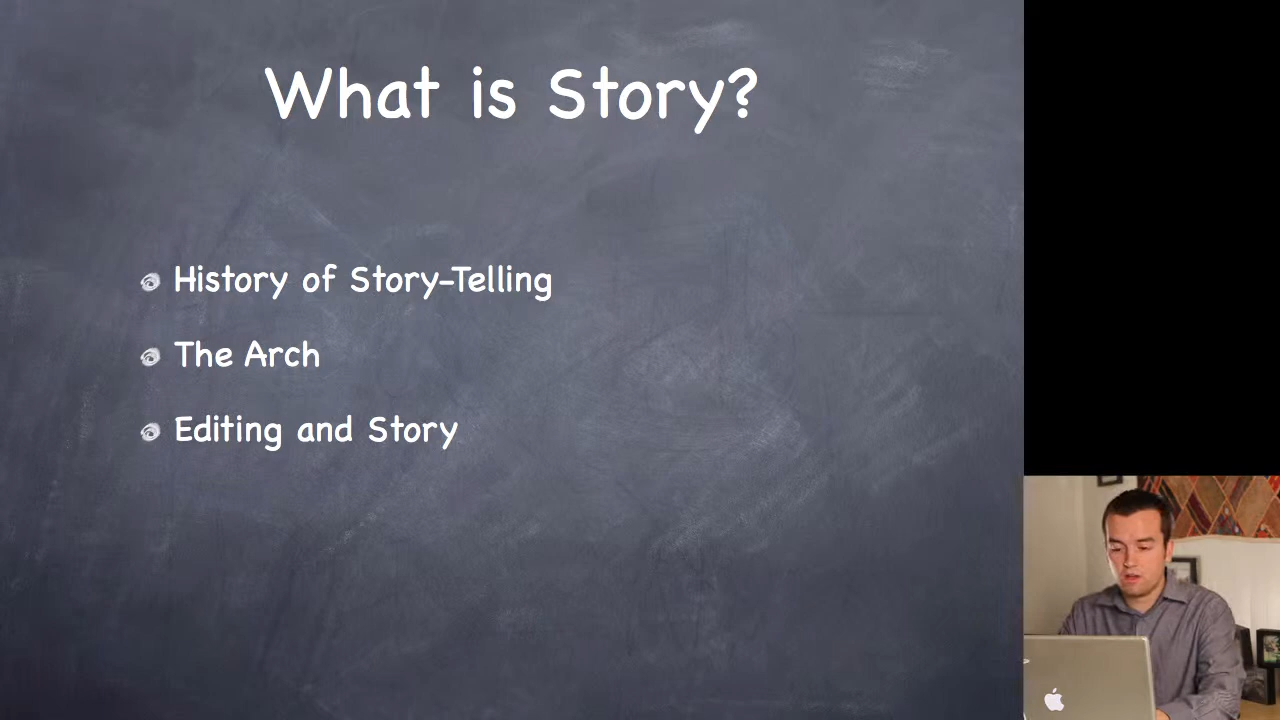 What is Story?
History of Story-Telling
The Arch
Editing and Story